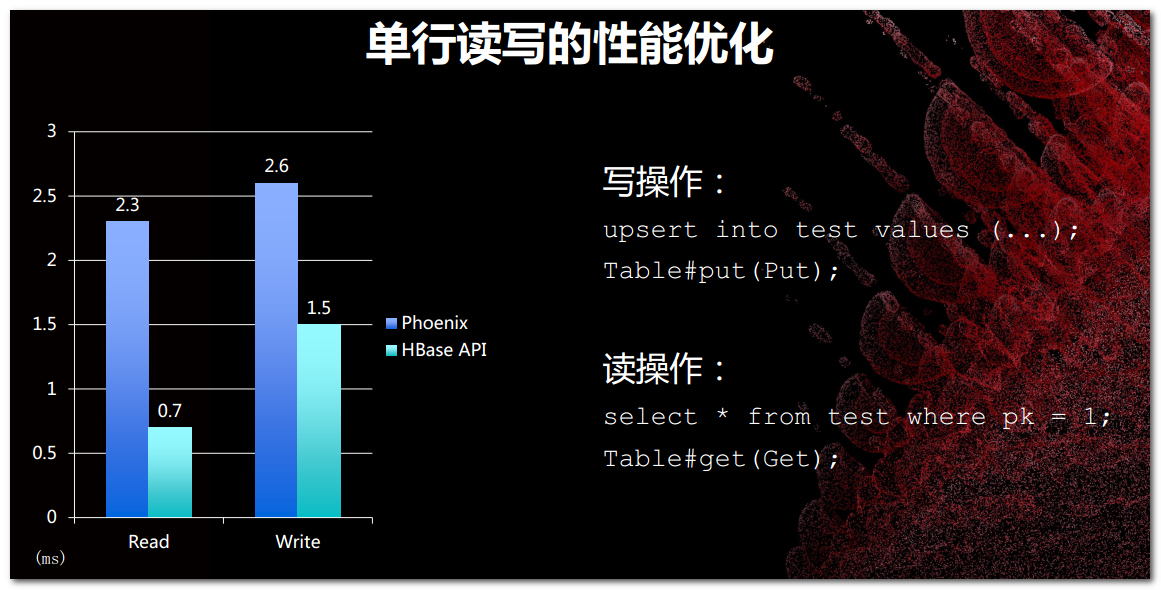 单行读写的性能优化
3
2.5
2
1.5
1
0.5
0
2.3
0.7
2.6
1.5
Read
Write
(ms)
Phoenix
HBase API
写操作：
upsert into test values (...);
Table#put(Put);
读操作：
select * from test where pk = 1;
Table#get(Get);